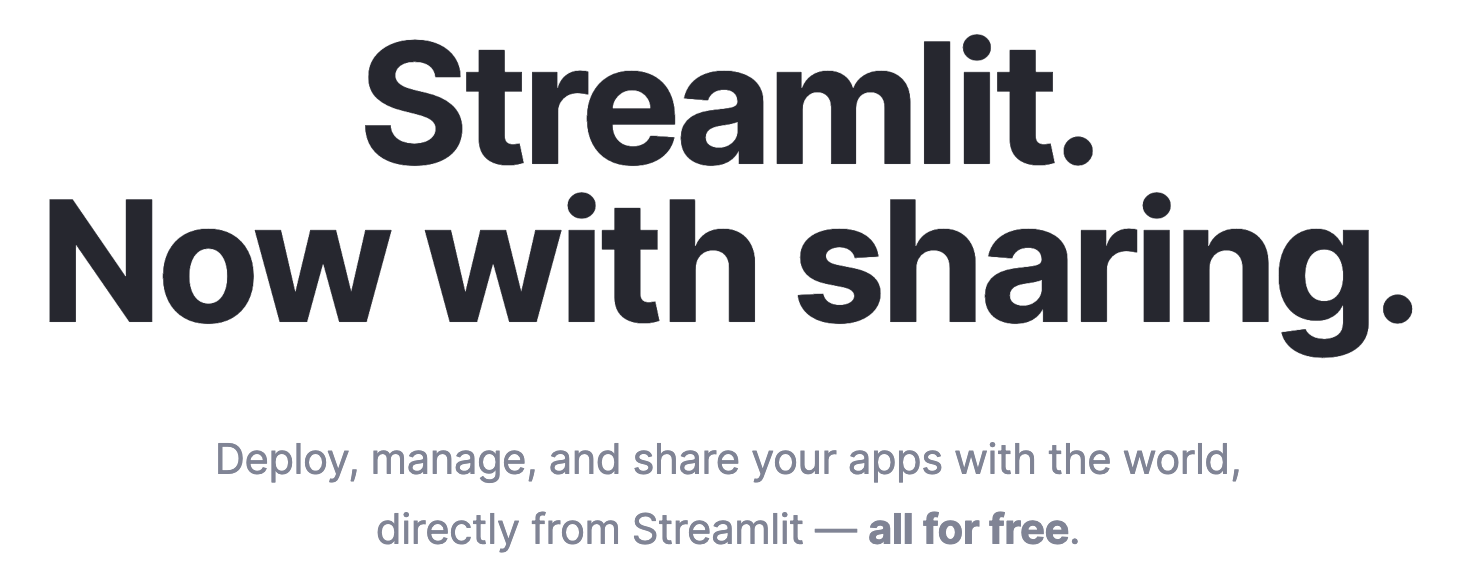 Streamlit.
Now with sharing.
Deploy, manage, and share your apps with the world,
directly from Streamlit — all for free.